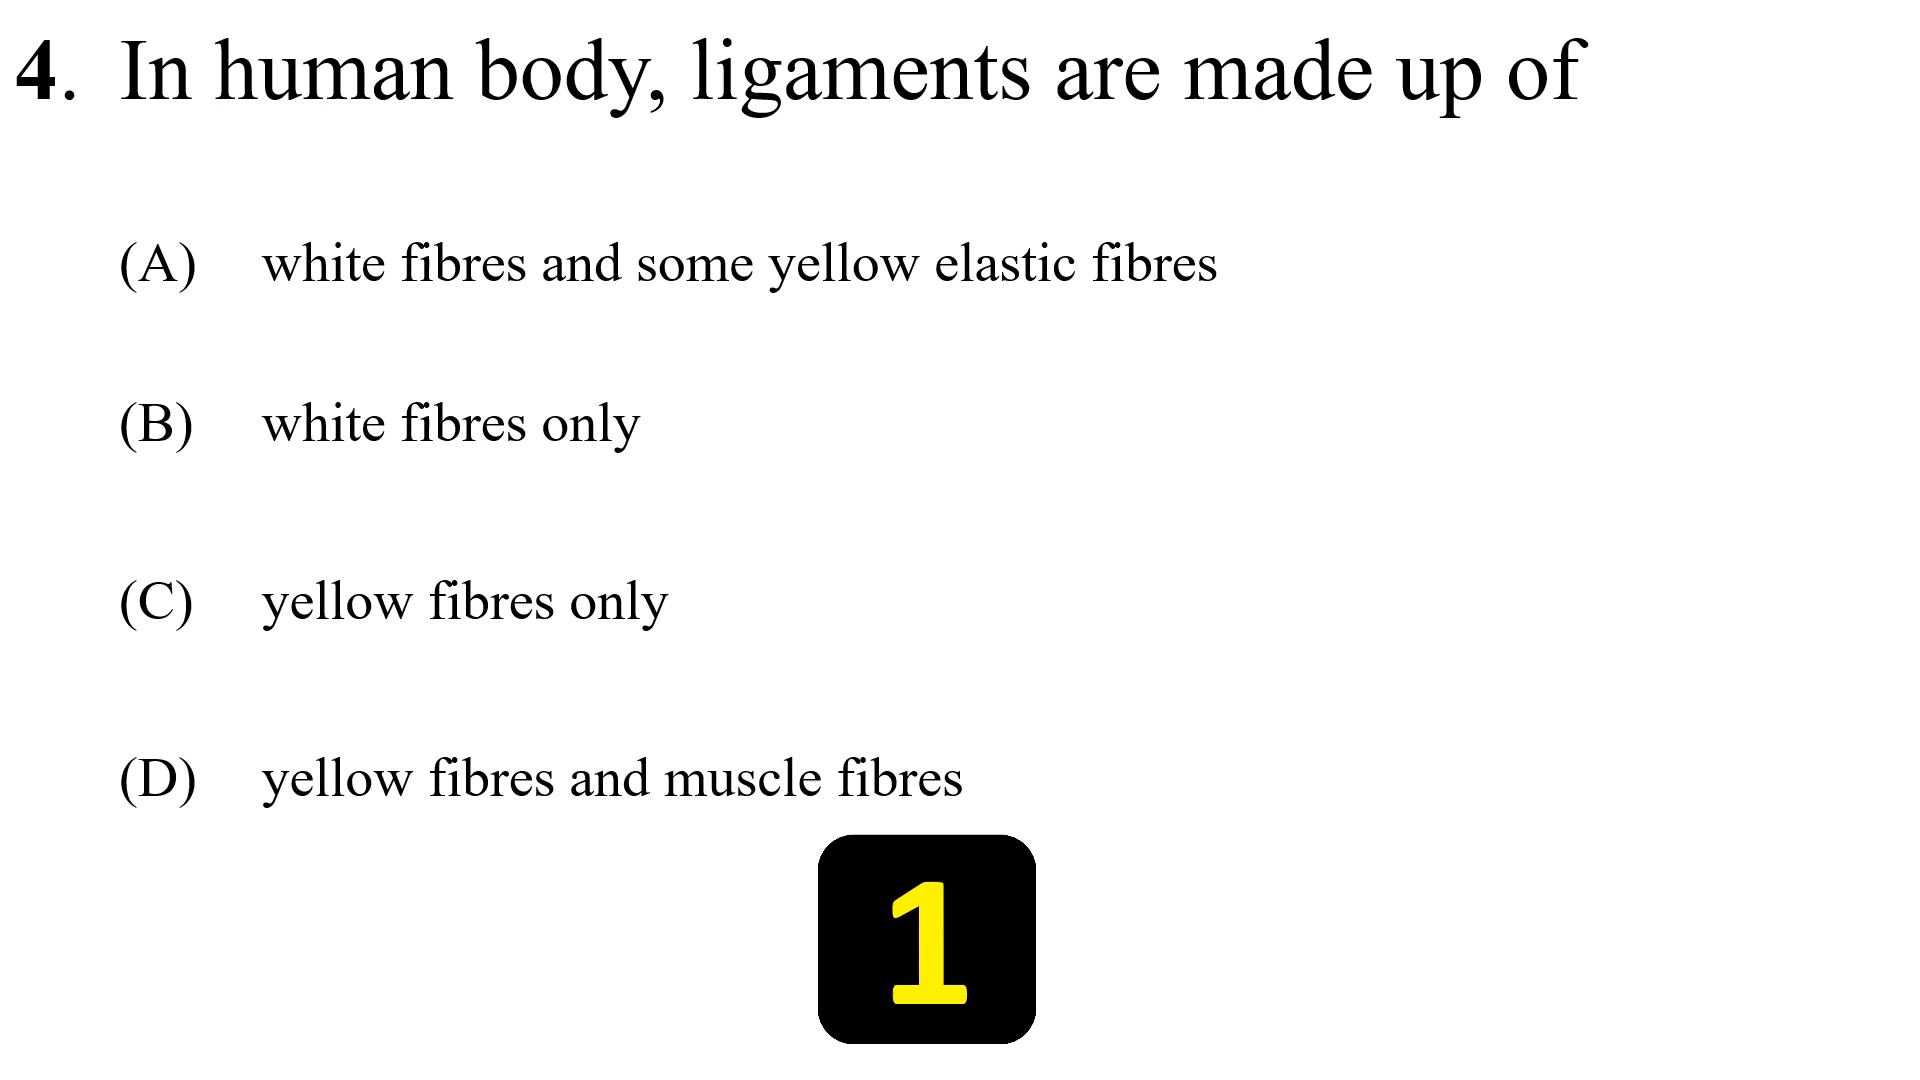 4. In human body, ligaments are made up of
(A) white fibres and some yellow elastic fibres
(B) white fibres only
(C) yellow fibres only
(D) yellow fibres and muscle fibres
1